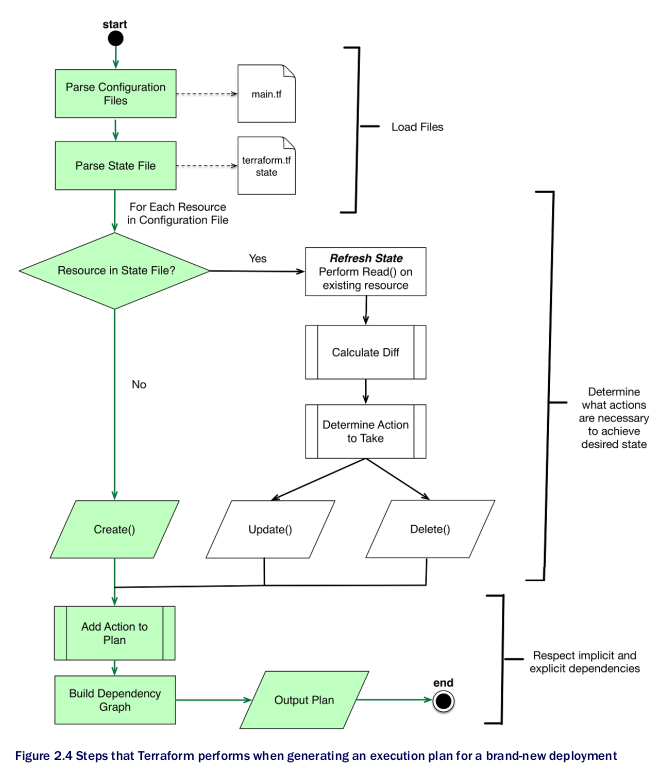 start
Parse Configuration
Files
main.tf
Load Files
Parse State File
terraform.tf
state
For Each Resource
in Configuration File
Resource in State File?
Yes
Refresh State
Perform Read() on
existing resource
Calculate Diff
No
Determine Action
to Take
Determine
what actions
are necessary
to achieve
desired state
Create()
Update()
Delete()
Add Action to
Plan
Respect implicit and
explicit dependencies
Build Dependency
Graph
Output Plan
end
Figure 2.4 Steps that Terraform performs when generating an execution plan for a brand-new deployment